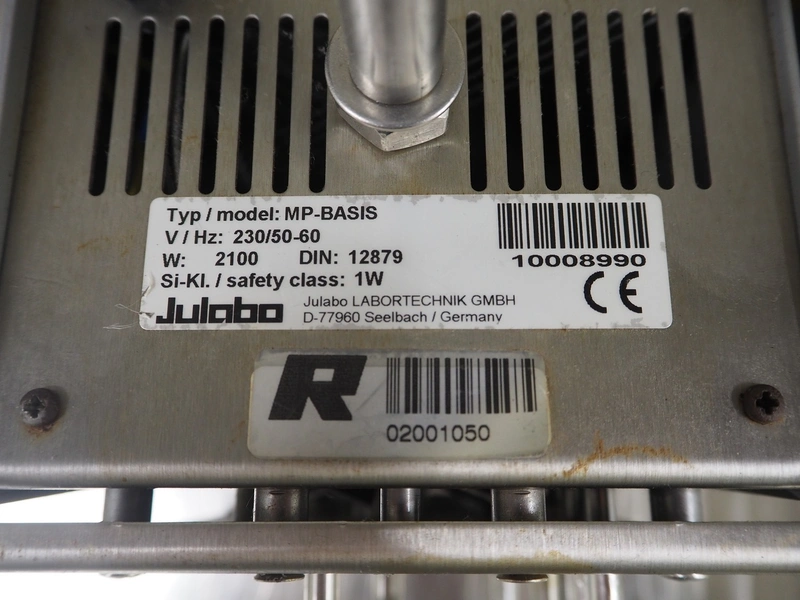 Typ / model: MP-BASIS
V / Hz: 230/50-60
W: 2100 DIN: 12879
Si-Kl. / safety class: 1W
10008990
CE
Julabo
Julabo LABORTECHNIK GMBH
D-77960 Seelbach / Germany
R
02001050